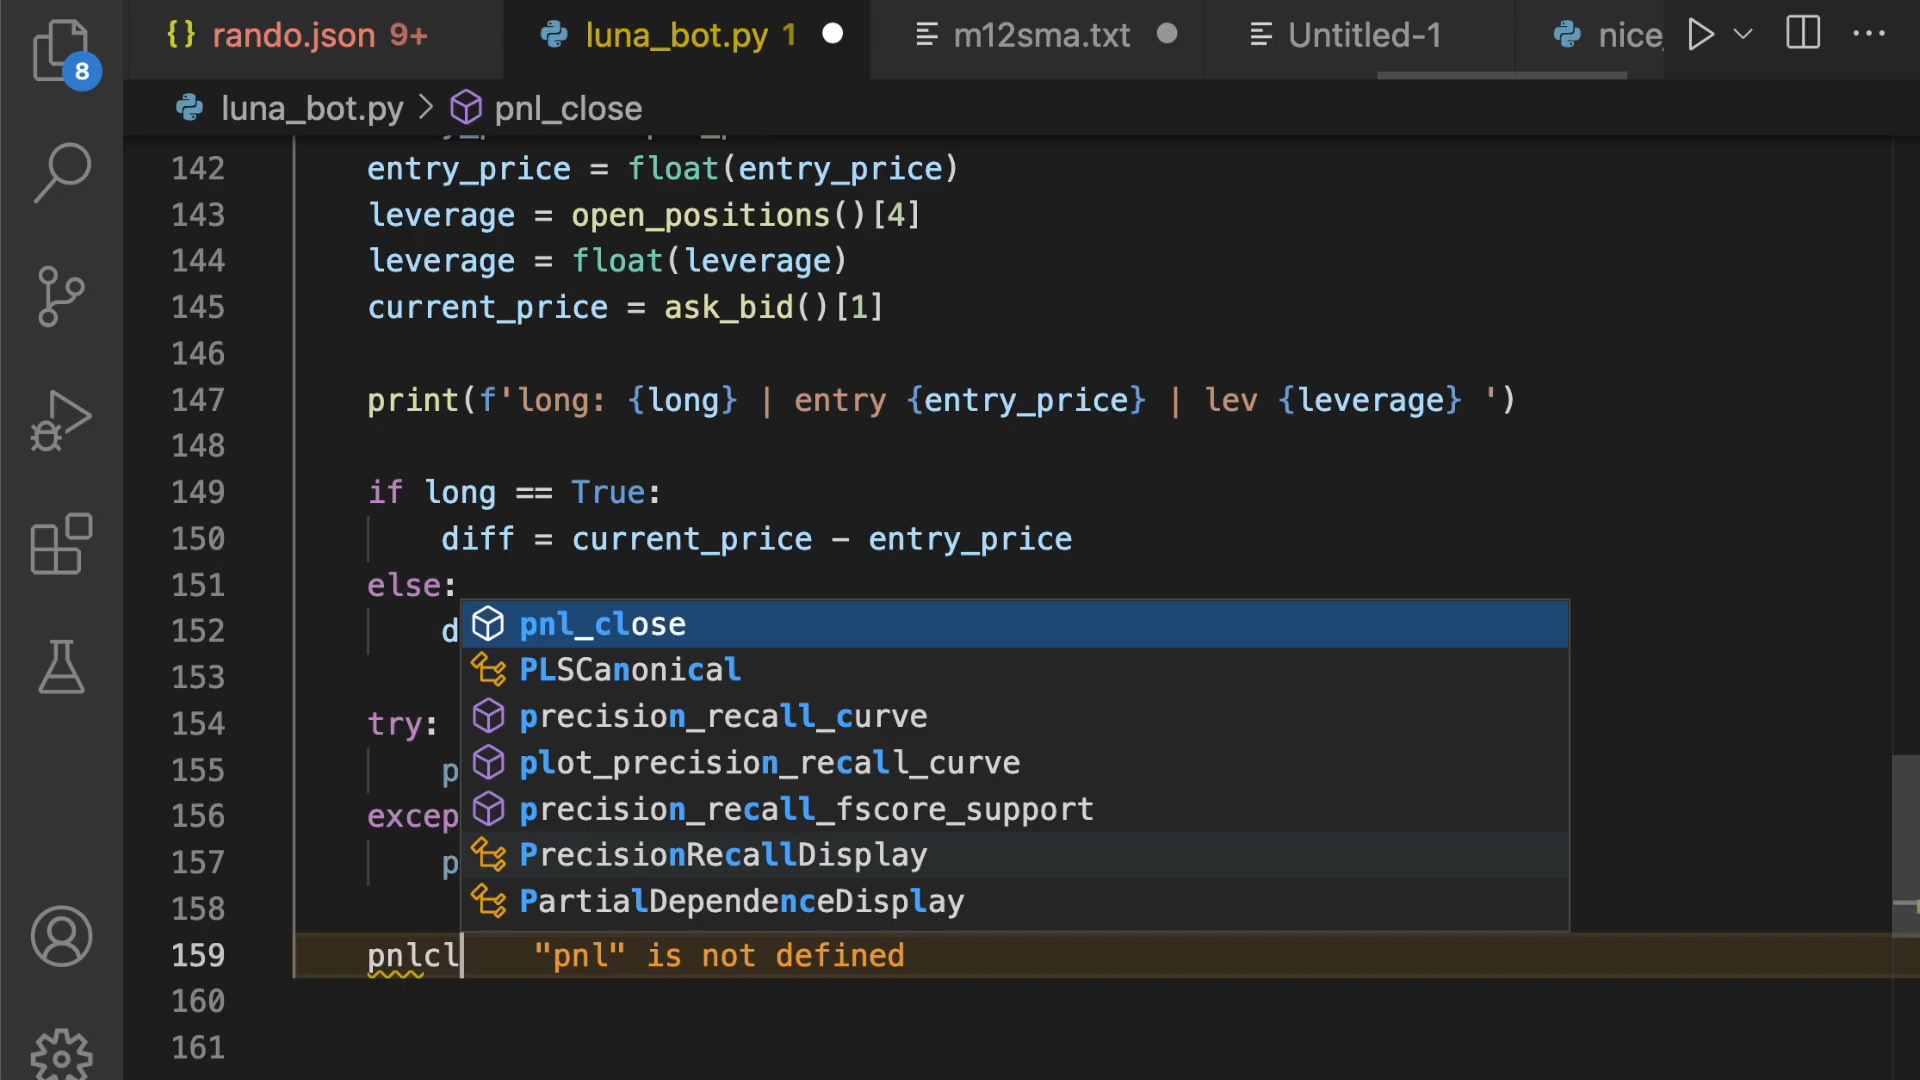 rando.json 9+
luna_bot.py 1
m12sma.txt
Untitled-1
nice
8
luna_bot.py > pnl_close
142 entry_price = float(entry_price)
143 leverage = open_positions()[4]
144 leverage = float(leverage)
145 current_price = ask_bid()[1]
146
147 print(f'long: {long} | entry {entry_price} | lev {leverage} ')
148
149 if long == True:
150 diff = current_price - entry_price
151 else:
152 d
153
154 try:
155 p
156 excep
157 p
158
159 pnlcl "pnl" is not defined
160
161
pnl_close
PLSCanonical
precision_recall_curve
plot_precision_recall_curve
precision_recall_fscore_support
PrecisionRecallDisplay
PartialDependenceDisplay